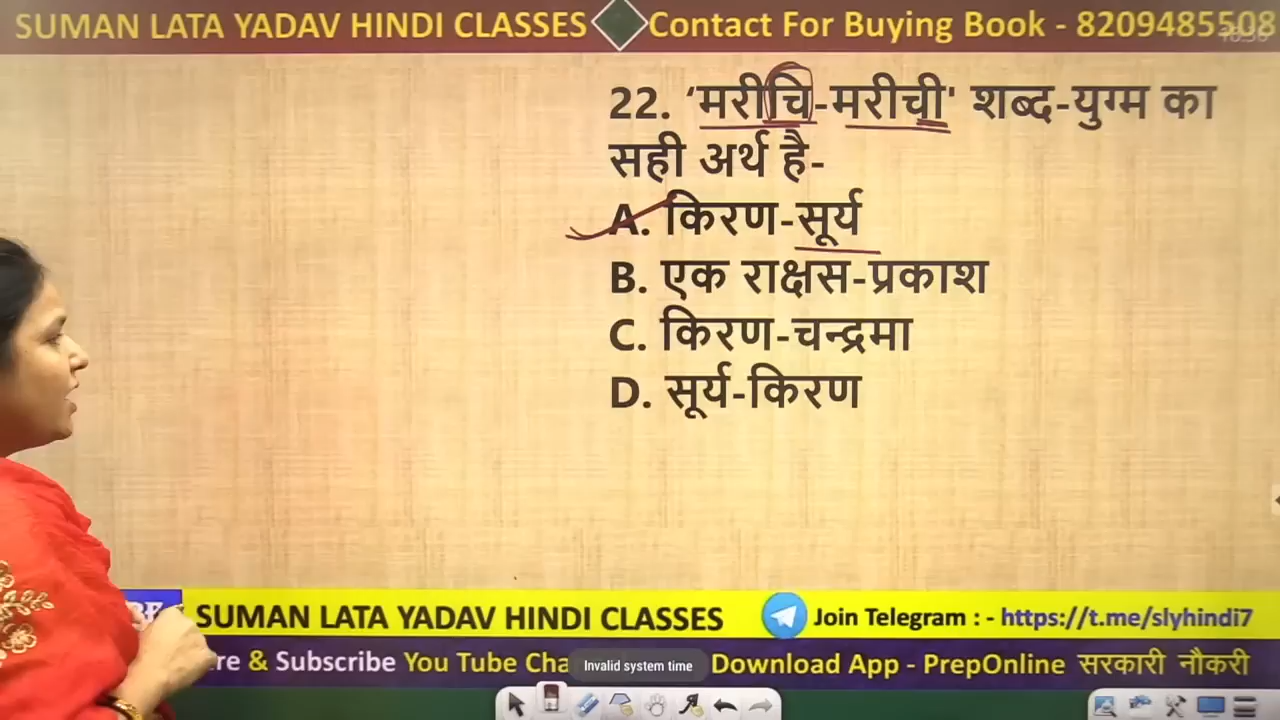 SUMAN LATA YADAV HINDI CLASSES Contact For Buying Book - 8209485508
22. ‘मरीचि-मरीची' शब्द-युग्म का
सही अर्थ है-
A. किरण-सूर्य
B. एक राक्षस-प्रकाश
C. किरण-चन्द्रमा
D. सूर्य-किरण
SUMAN LATA YADAV HINDI CLASSES Join Telegram : - https://t.me/slyhindi7
& Subscribe You Tube Download App - PrepOnline सरकारी नौकरी
Invalid system time